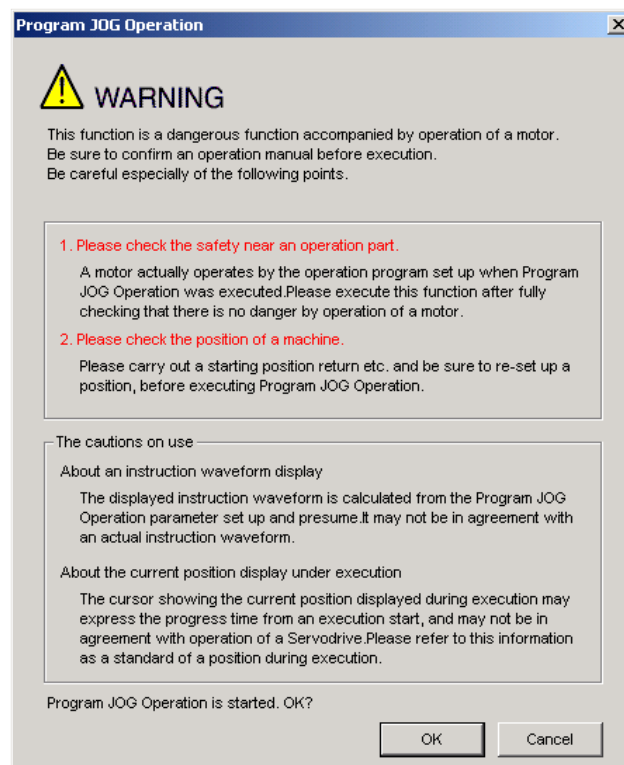 Program JOG Operation
WARNING
This function is a dangerous function accompanied by operation of a motor.
Be sure to confirm an operation manual before execution.
Be careful especially of the following points.
1. Please check the safety near an operation part.
A motor actually operates by the operation program set up when Program
JOG Operation was executed.Please execute this function after fully
checking that there is no danger by operation of a motor.
2. Please check the position of a machine.
Please carry out a starting position return etc. and be sure to re-set up a
position, before executing Program JOG Operation.
The cautions on use
About an instruction waveform display
The displayed instruction waveform is calculated from the Program JOG
Operation parameter set up and presume.It may not be in agreement with
an actual instruction waveform.
About the current position display under execution
The cursor showing the current position displayed during execution may
express the progress time from an execution start, and may not be in
agreement with operation of a Servodrive.Please refer to this information
as a standard of a position during execution.
Program JOG Operation is started. OK?
OK Cancel